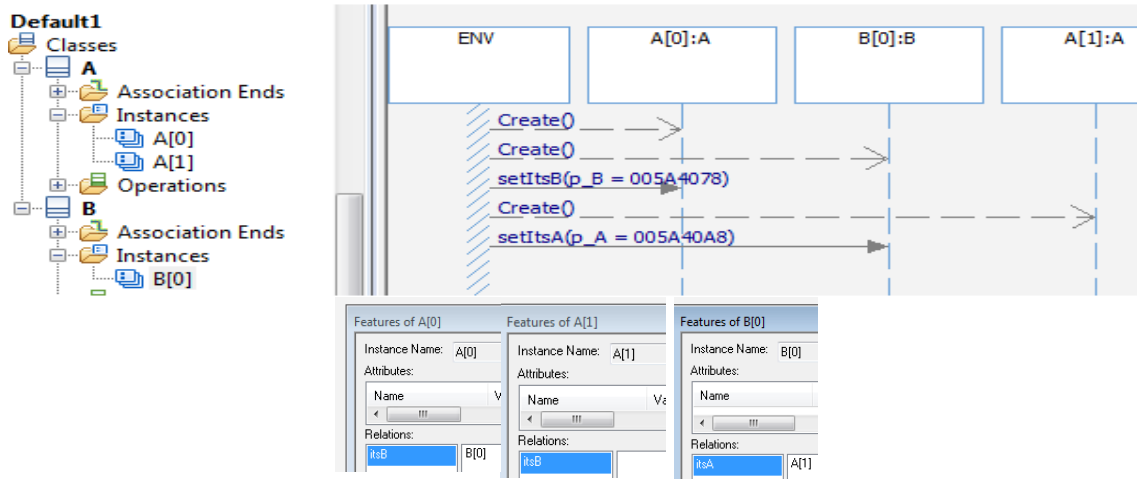 Default1
Classes
A
Association Ends
Instances
A[0]
A[1]
Operations
B
Association Ends
Instances
B[0]
ENV
A[0]:A
B[0]:B
A[1]:A
Create()
Create()
setItsB(p_B = 005A4078)
Create()
setItsA(p_A = 005A40A8)
Features of A[0]
Instance Name: A[0]
Attributes:
Name V
Relations:
itsB B[0]
Features of A[1]
Instance Name: A[1]
Attributes:
Name Va
Relations:
itsB
Features of B[0]
Instance Name: B[0]
Attributes:
Name
Relations:
itsA A[1]